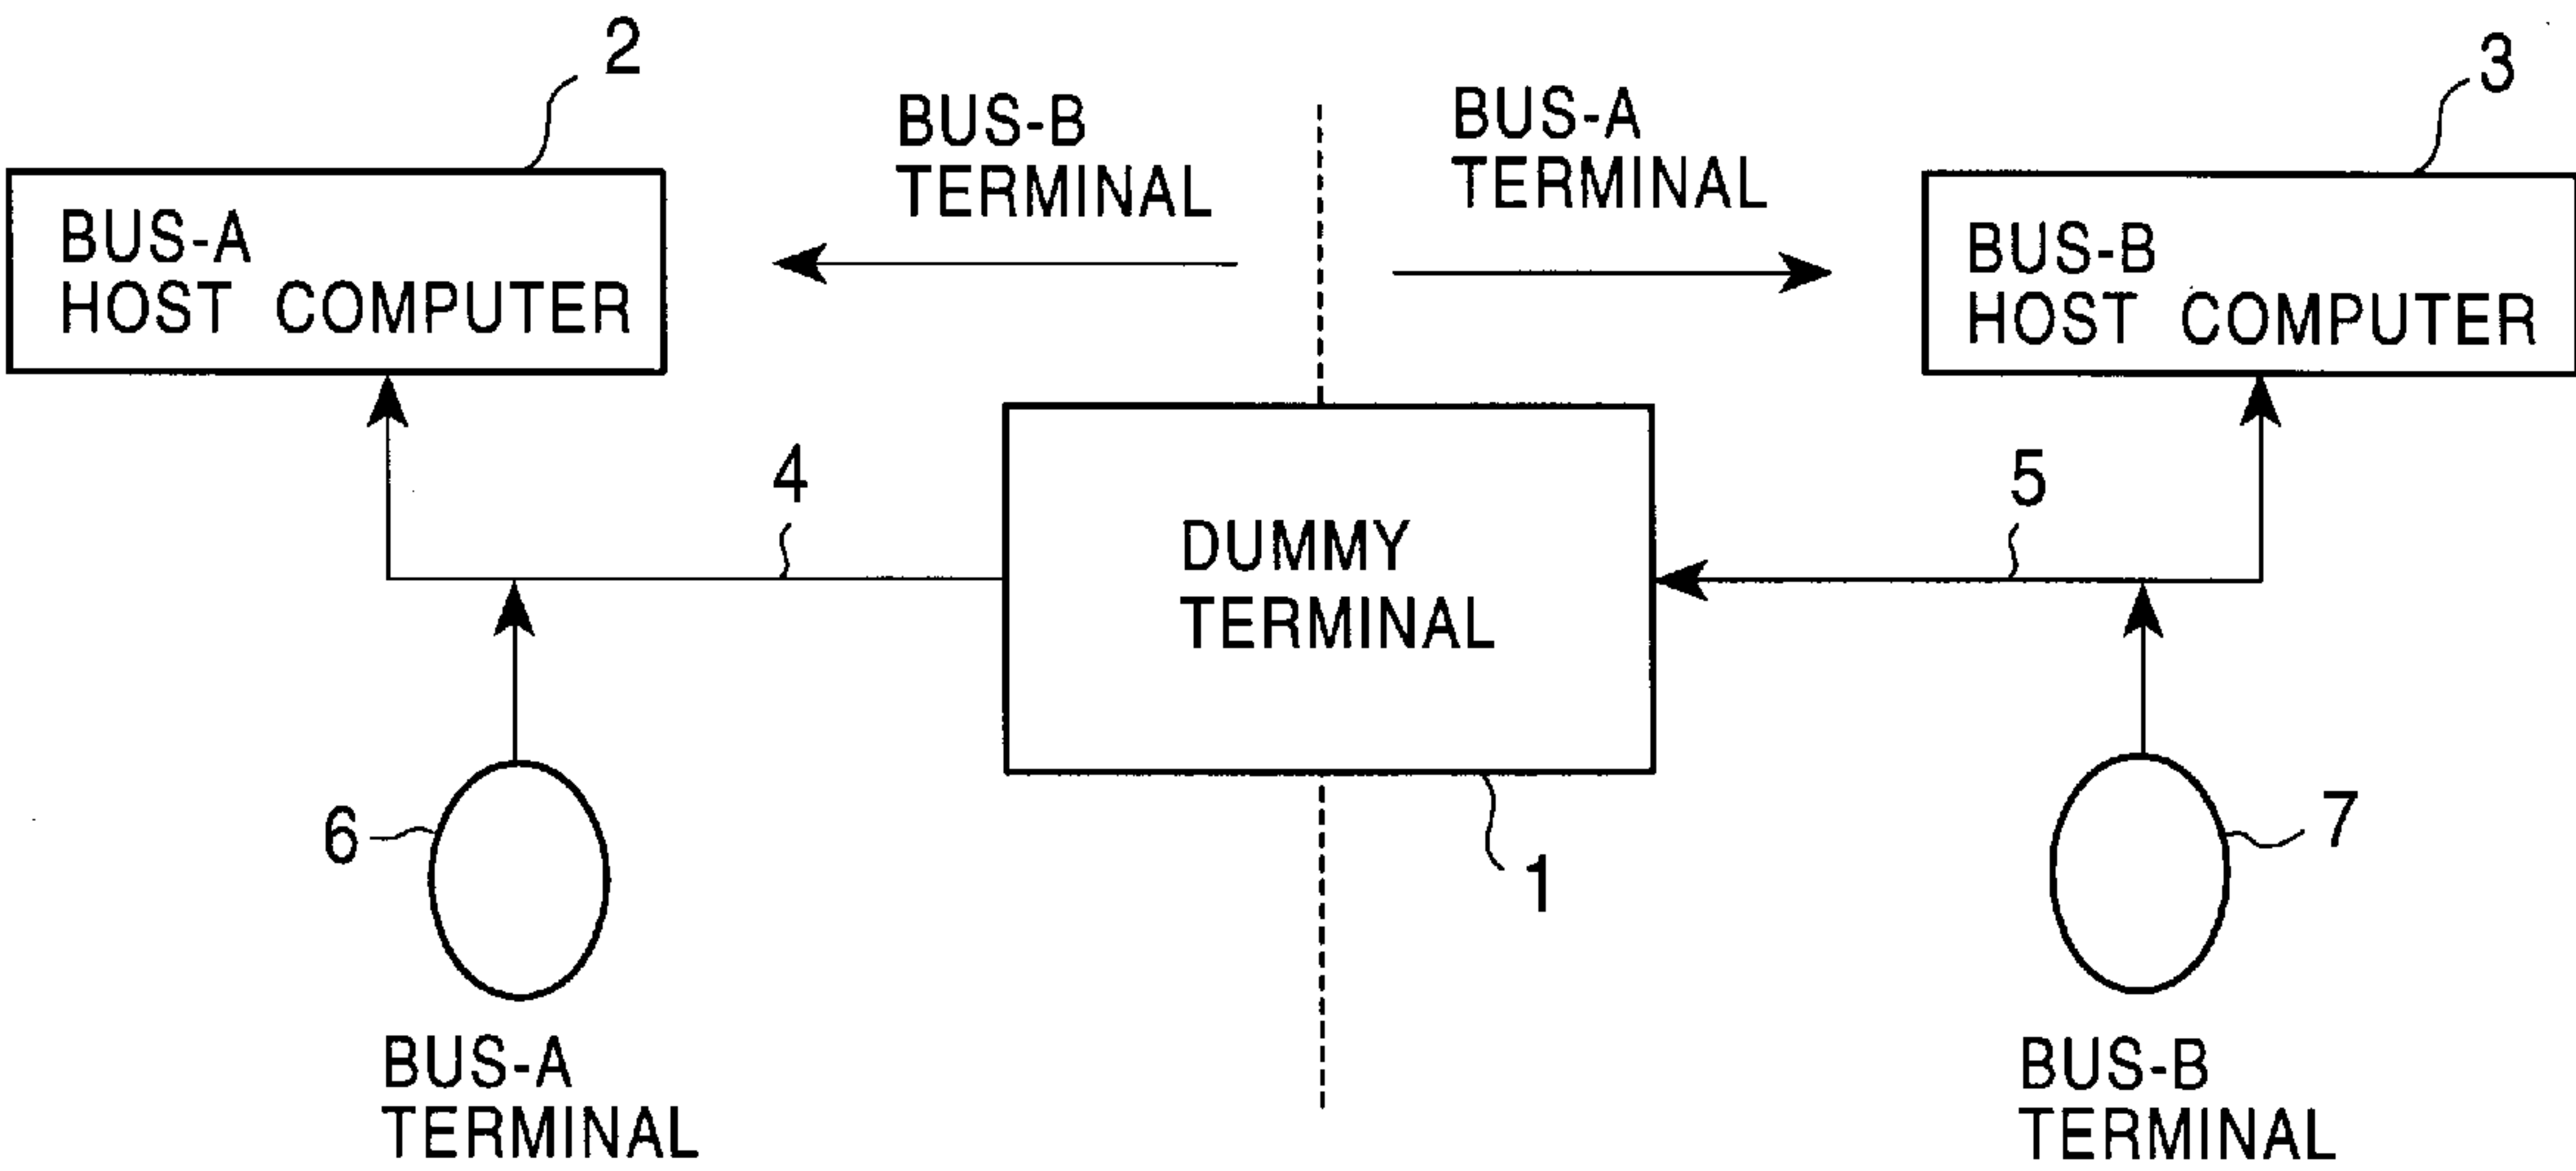 2
3
BUS-B
TERMINAL
BUS-A
TERMINAL
BUS-A
HOST COMPUTER
BUS-B
HOST COMPUTER
4
5
DUMMY
TERMINAL
6
7
1
BUS-A
TERMINAL
BUS-B
TERMINAL